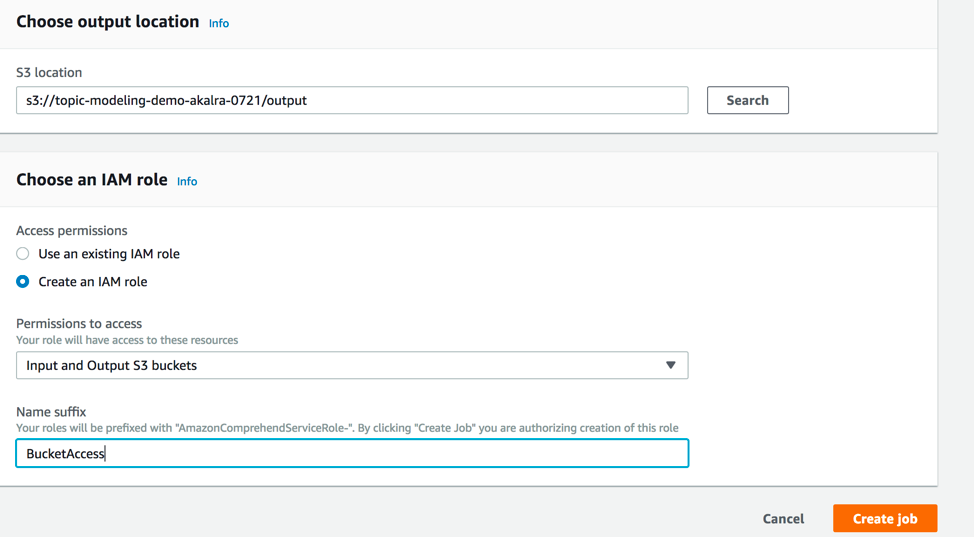 Choose output location Info
S3 location
s3://topic-modeling-demo-akalra-0721/output
Search
Choose an IAM role Info
Access permissions
Use an existing IAM role
Create an IAM role
Permissions to access
Your role will have access to these resources
Input and Output S3 buckets
Name suffix
Your roles will be prefixed with "AmazonComprehendServiceRole-". By clicking "Create Job" you are authorizing creation of this role
BucketAccess
Cancel
Create job